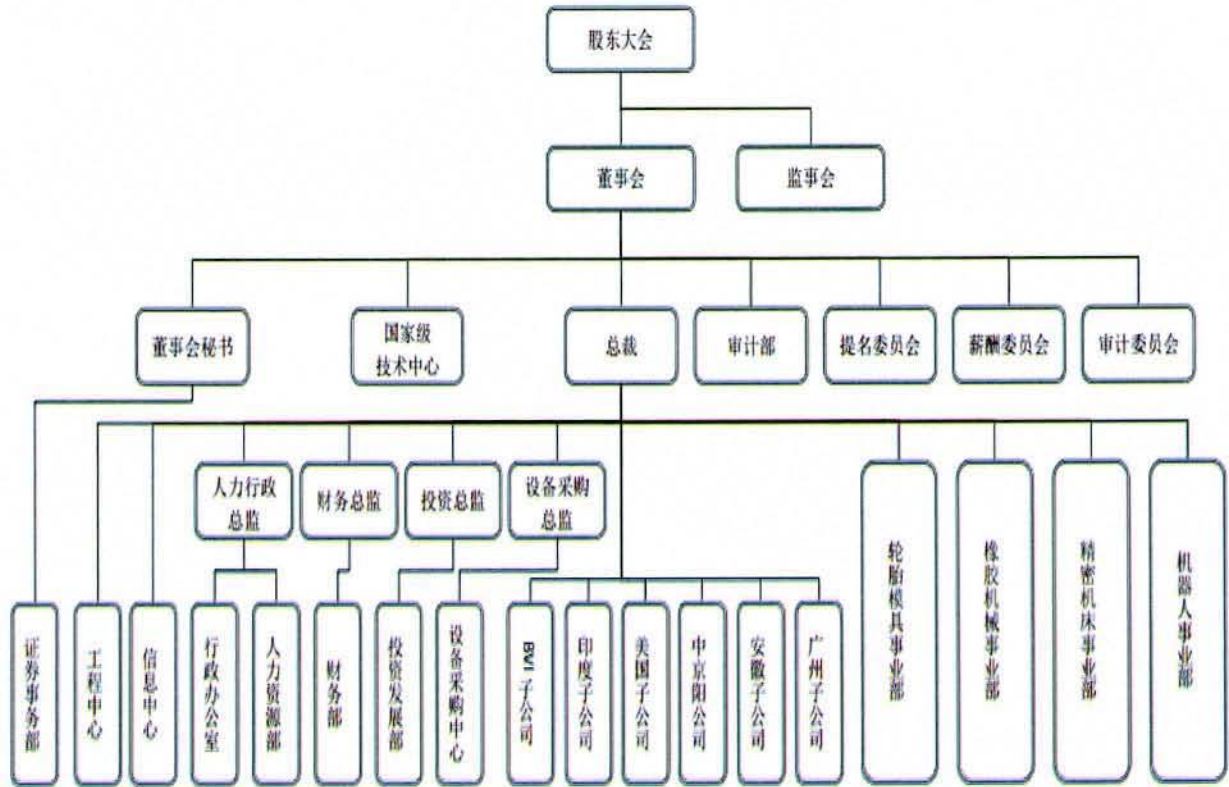 股东大会
董事会
监事会
董事会秘书
国家级
技术中心
总裁
审计部
提名委员会
薪酬委员会
审计委员会
人力行政
总监
财务总监
投资总监
设备采购
总监
证券事务部
工程中心
信息中心
行政办公室
人力资源部
财务部
投资发展部
设备采购中心
BVI 子公司
印度子公司
美国子公司
中京阳公司
安徽子公司
广州子公司
轮胎模具事业部
橡胶机械事业部
精密机床事业部
机器人事业部